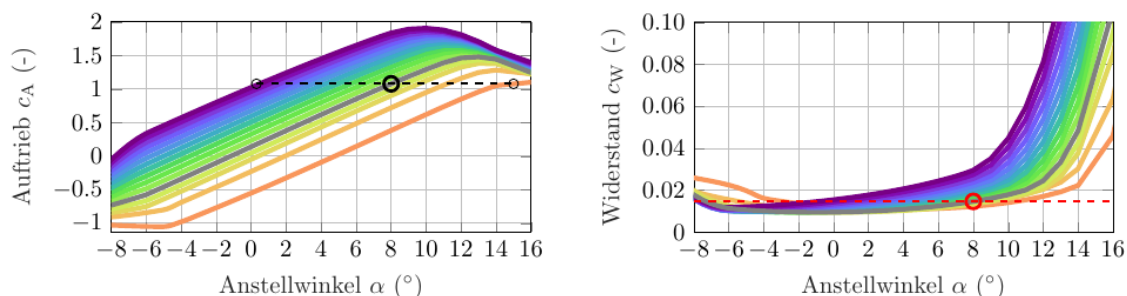 2
1.5
1
0.5
0
−0.5
−1
−8 −6 −4 −2 0 2 4 6 8 10 12 14 16
Auftrieb c_A (-)
Anstellwinkel α (°)
0.10
0.08
0.06
0.04
0.02
0
−8 −6 −4 −2 0 2 4 6 8 10 12 14 16
Widerstand c_W (-)
Anstellwinkel α (°)